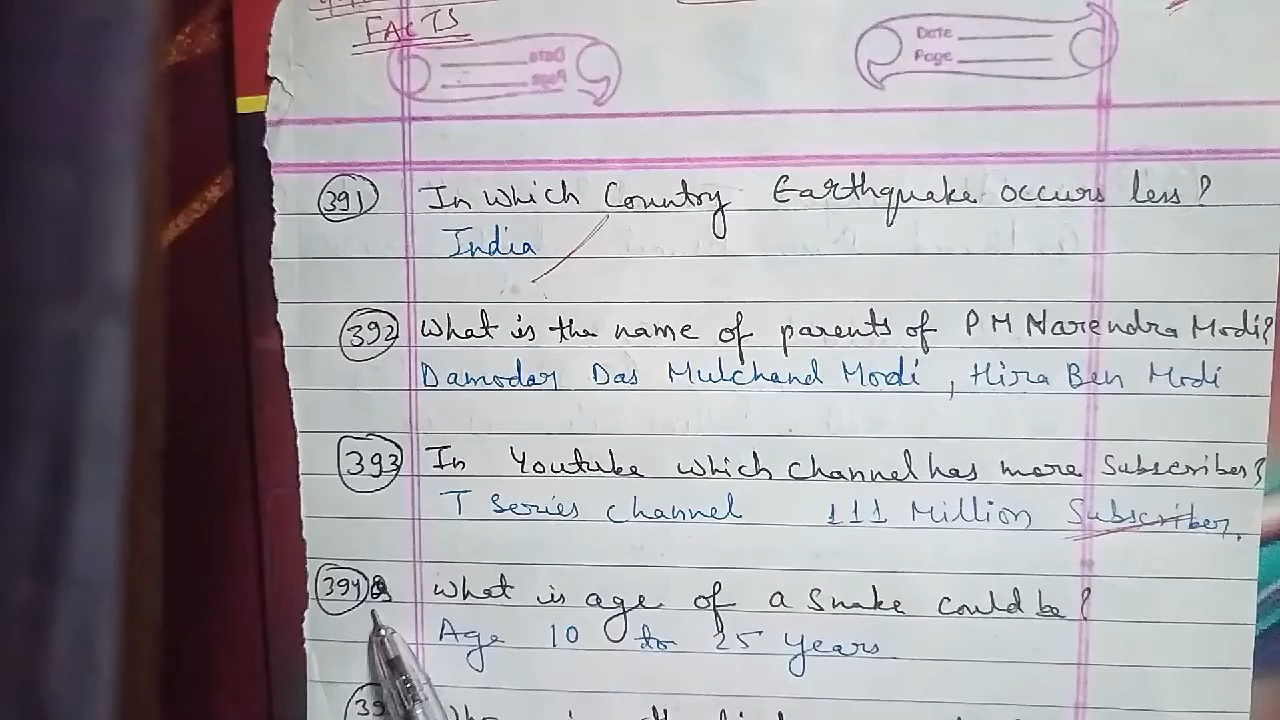 FACTS
Date
Page
391 In which Country Earthquake occurs less?
India
392 What is the name of parents of PM Narendra Modi?
Damodar Das Mulchand Modi, Hira Ben Modi
393 In Youtube which channel has more Subscriber?
T Series channel 111 Million Subscriber.
394 What is age of a Snake could be?
Age 10 to 25 years